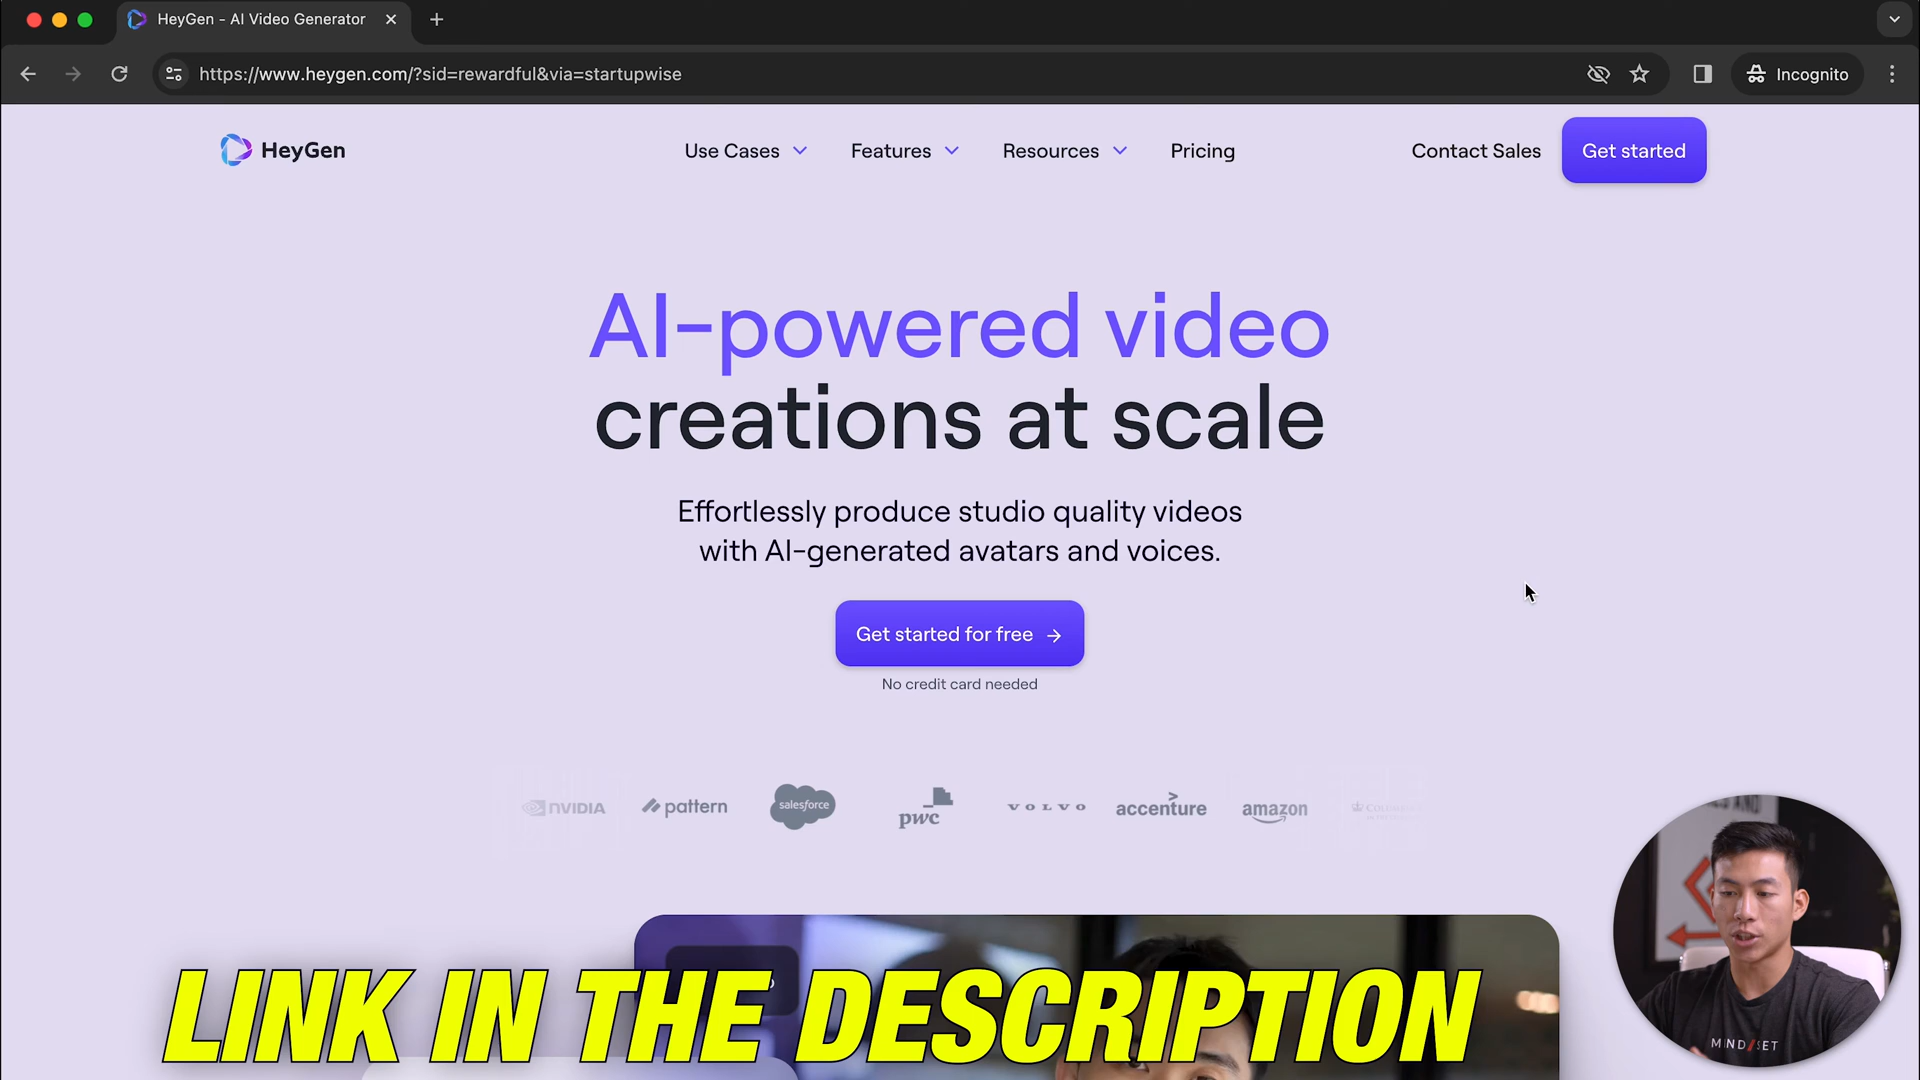 HeyGen - AI Video Generator
https://www.heygen.com/?sid=rewardful&via=startupwise
Incognito
HeyGen
Use Cases
Features
Resources
Pricing
Contact Sales
Get started
AI-powered video
creations at scale
Effortlessly produce studio quality videos
with AI-generated avatars and voices.
Get started for free →
No credit card needed
NVIDIA
pattern
salesforce
pwc
VOLVO
accenture
amazon
LINK IN THE DESCRIPTION
MIND/SET